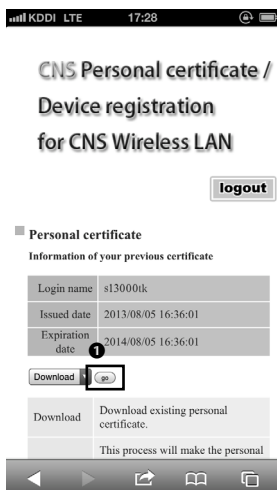 KDDI LTE 17:28
CNS Personal certificate /
Device registration
for CNS Wireless LAN
logout
Personal certificate
Information of your previous certificate
Login name s13000tk
Issued date 2013/08/05 16:36:01
Expiration
date 2014/08/05 16:36:01
1
Download go
Download Download existing personal
certificate.
This process will make the personal